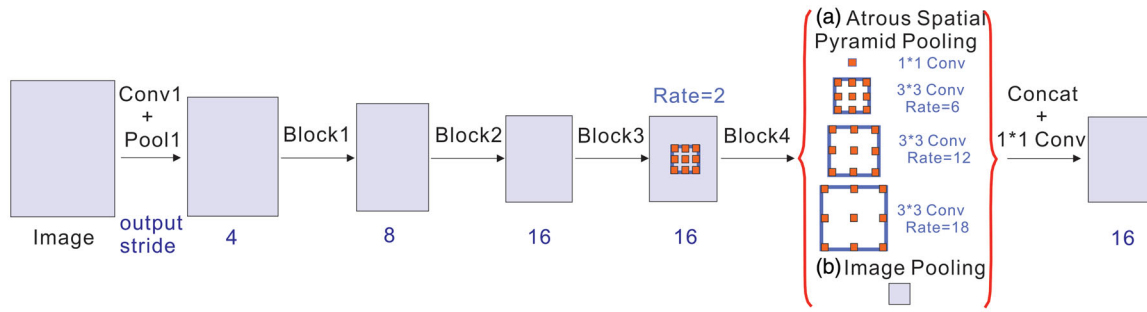 Image
Conv1
+
Pool1
output
stride
4
Block1
8
Block2
16
Block3
Rate=2
16
Block4
(a) Atrous Spatial
Pyramid Pooling
1*1 Conv
3*3 Conv
Rate=6
3*3 Conv
Rate=12
3*3 Conv
Rate=18
(b) Image Pooling
Concat
+
1*1 Conv
16